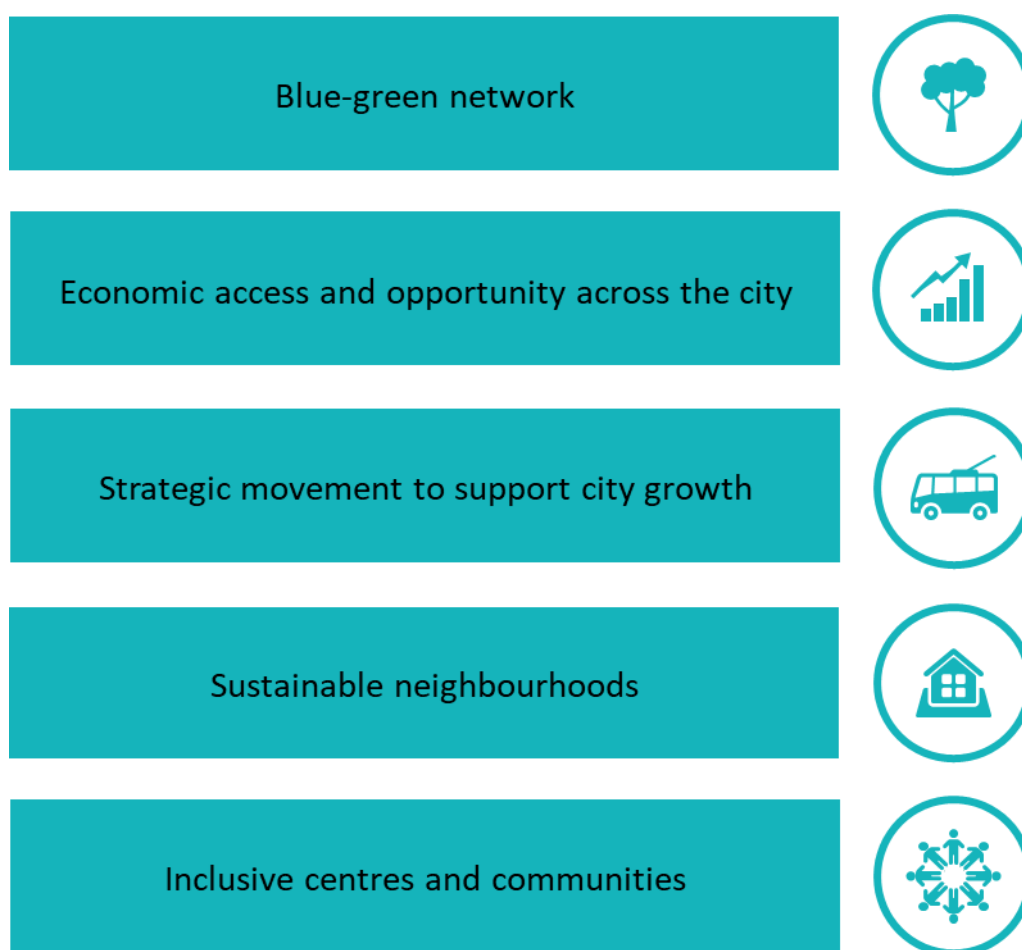 Blue-green network
Economic access and opportunity across the city
Strategic movement to support city growth
Sustainable neighbourhoods
Inclusive centres and communities